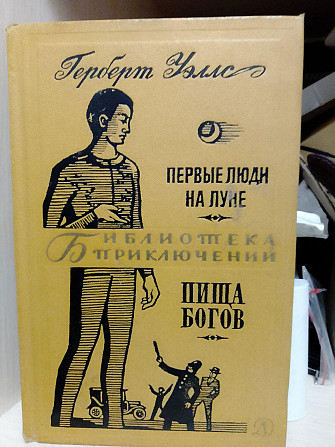 Герберт Уэллс
ПЕРВЫЕ ЛЮДИ
НА ЛУНЕ
БИБЛИОТЕКА
ПРИКЛЮЧЕНИЙ
ПИЩА
БОГОВ